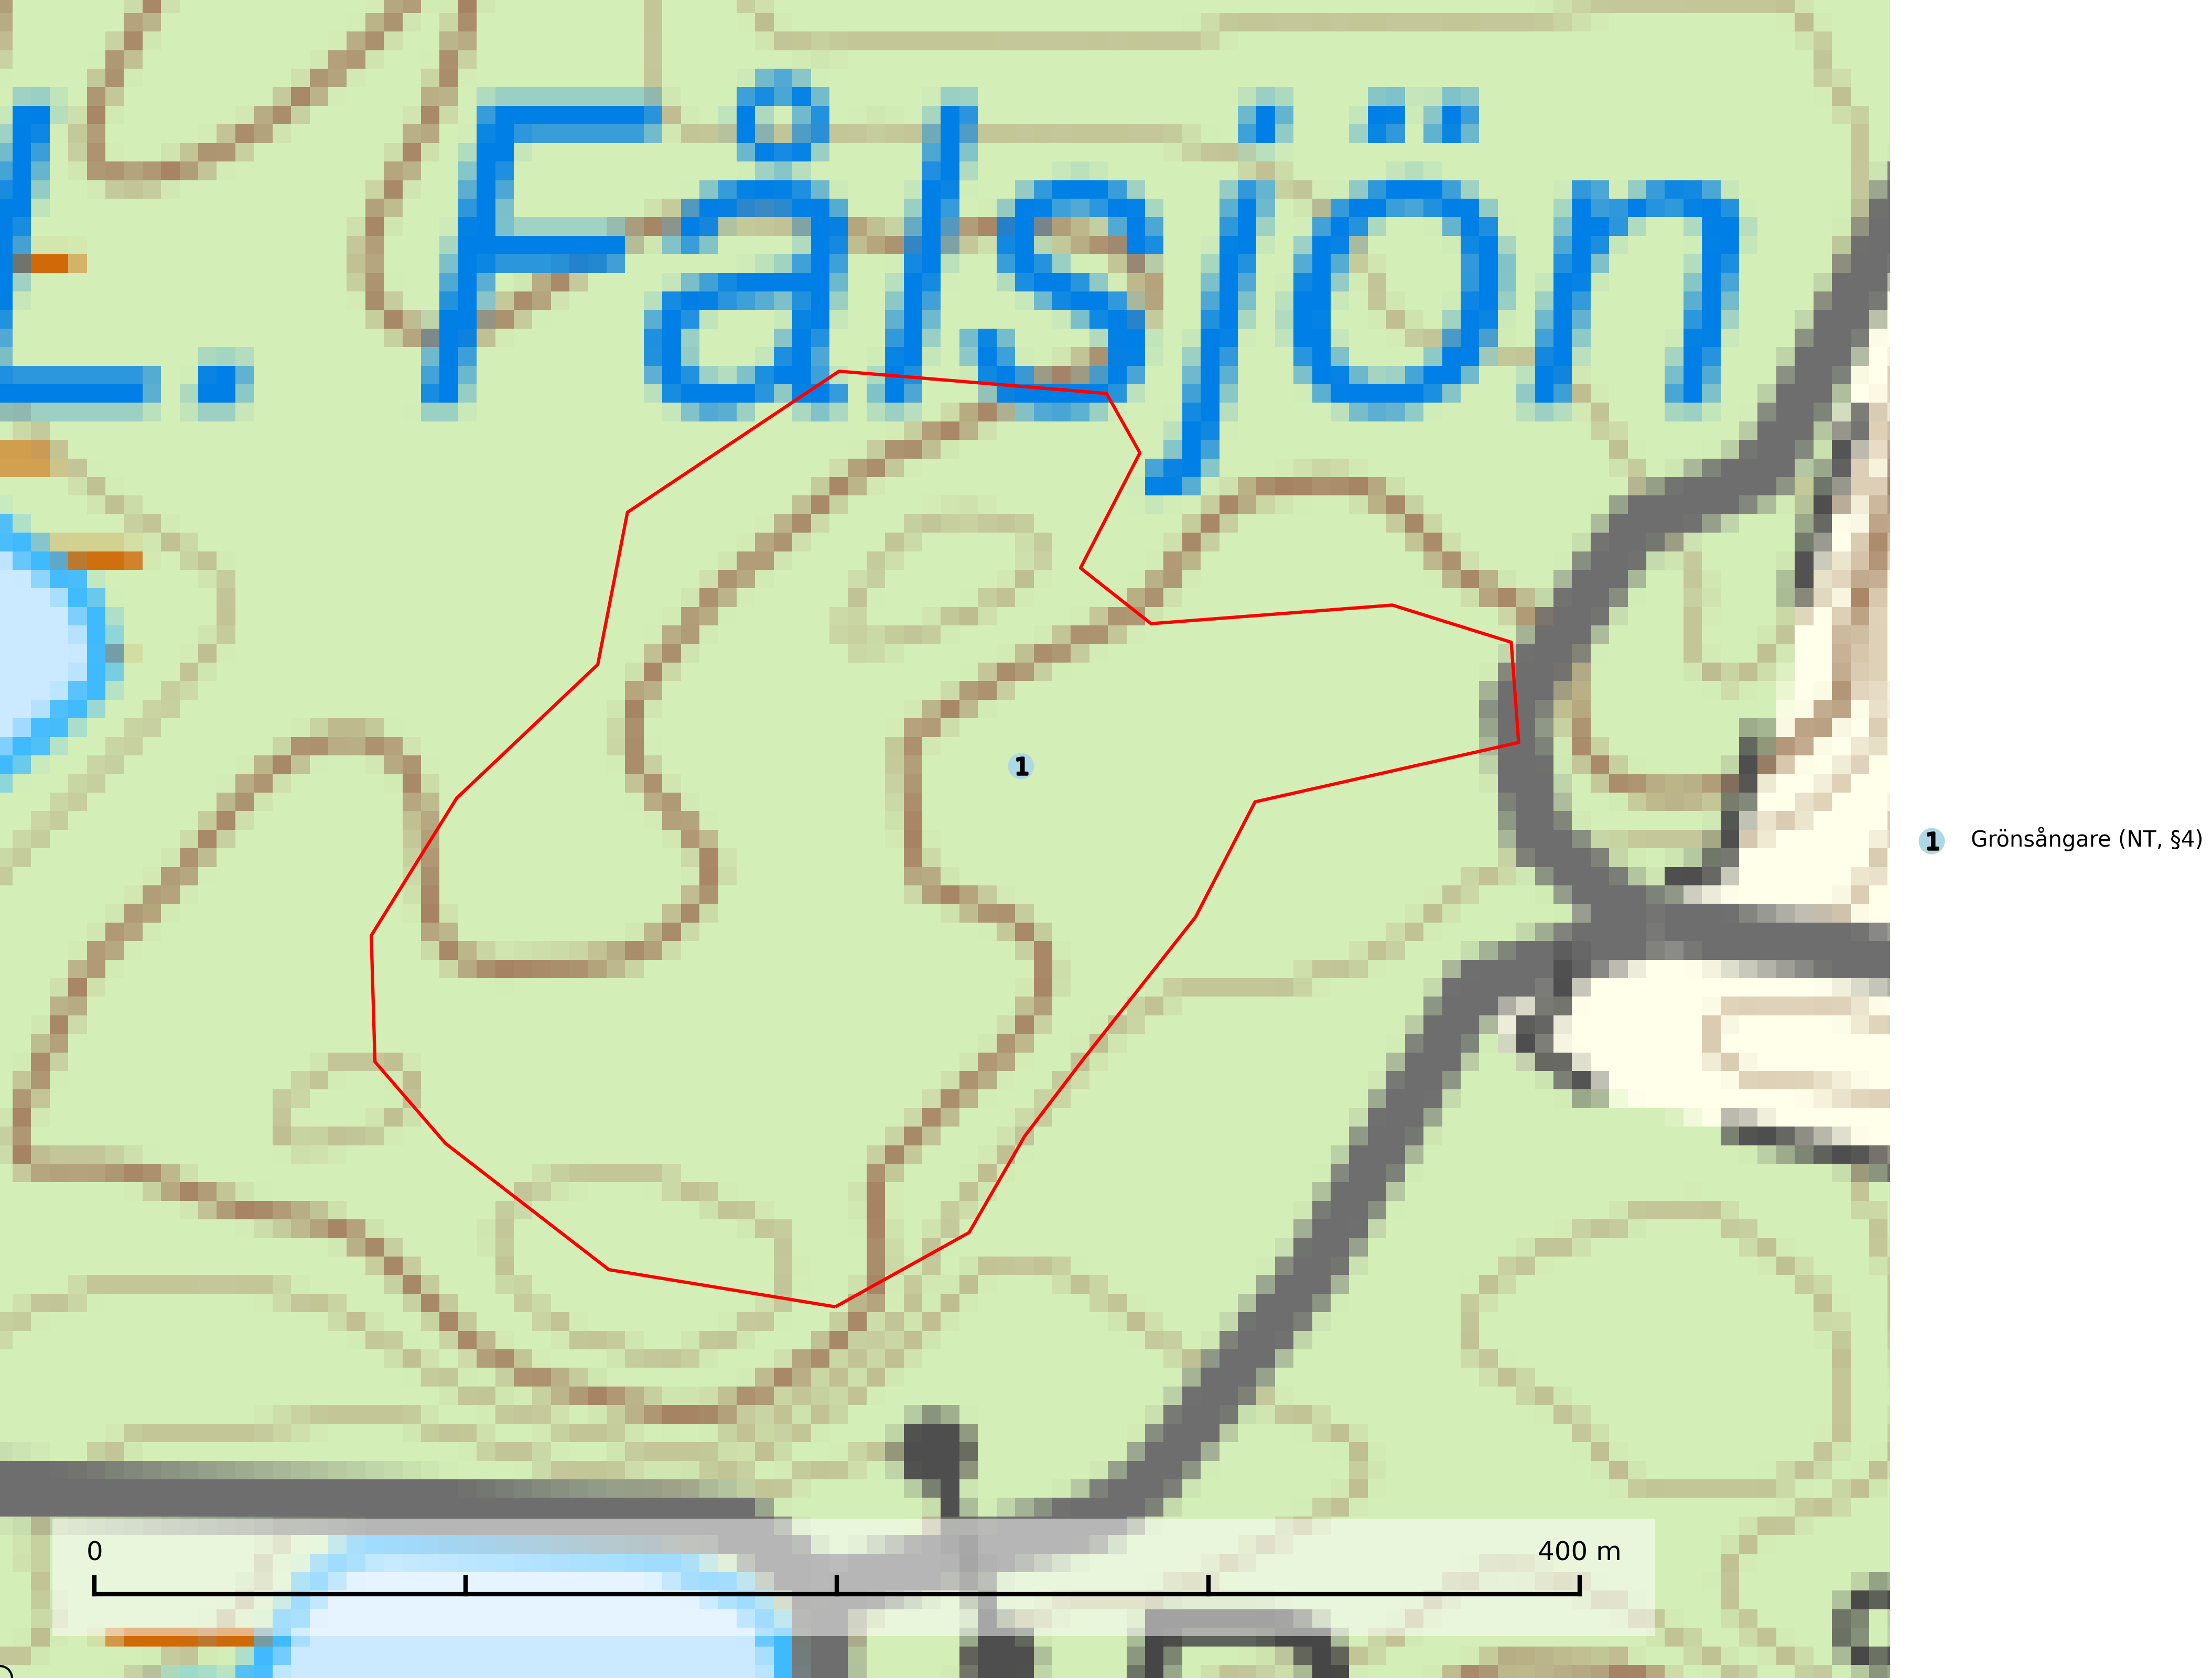 L. Fålsjön
1
1 Grönsångare (NT, §4)
0 400 m